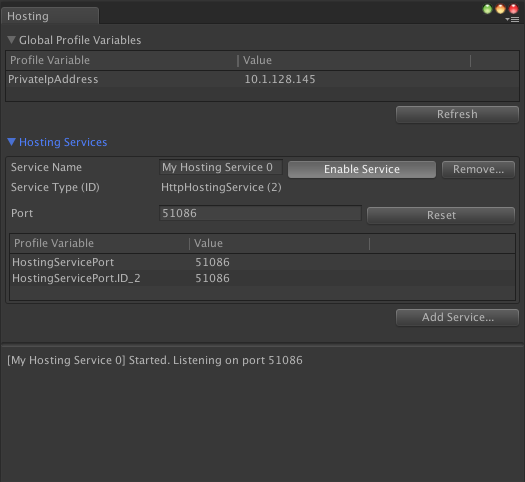 Hosting
Global Profile Variables
Profile Variable Value
PrivateIpAddress 10.1.128.145
Refresh
Hosting Services
Service Name My Hosting Service 0 Enable Service Remove...
Service Type (ID) HttpHostingService (2)
Port 51086 Reset
Profile Variable Value
HostingServicePort 51086
HostingServicePort.ID_2 51086
Add Service...
[My Hosting Service 0] Started. Listening on port 51086